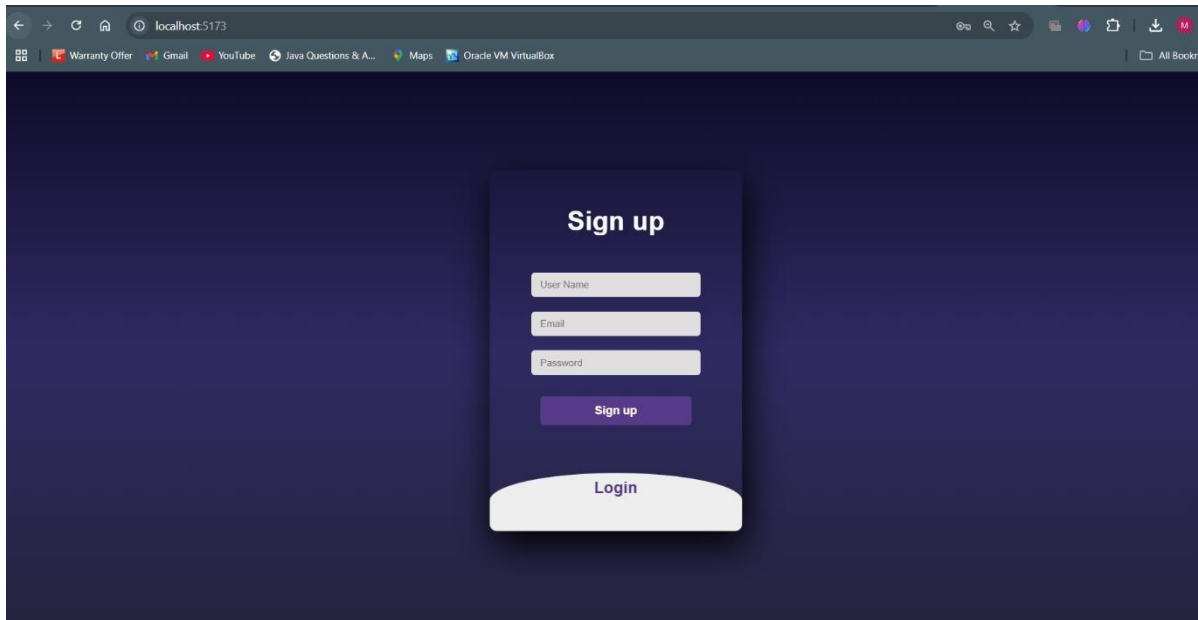 localhost:5173
M
Warranty Offer Gmail YouTube Java Questions & A... Maps Oracle VM VirtualBox All Bookr
Sign up
User Name
Email
Password
Sign up
Login